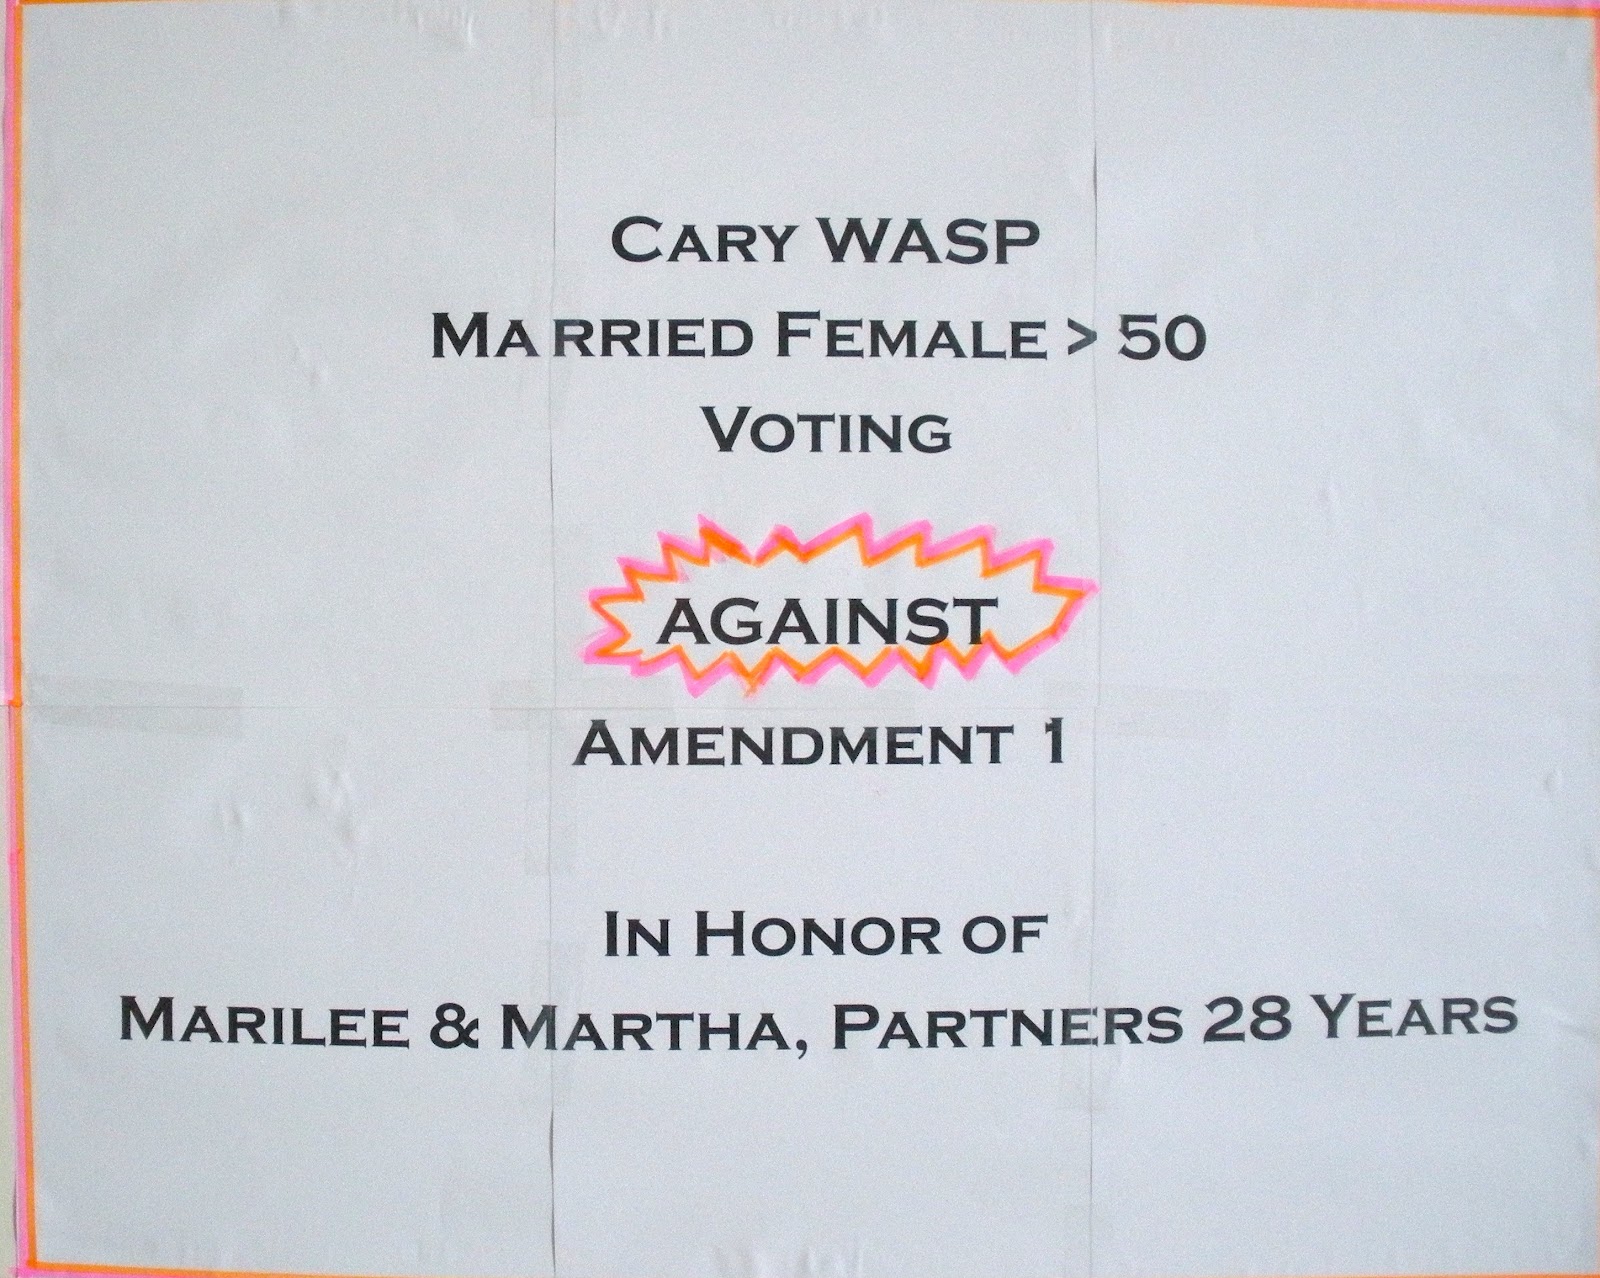 Cary WASP
Married Female > 50
Voting
AGAINST
Amendment 1
In Honor of
Marilee & Martha, Partners 28 Years